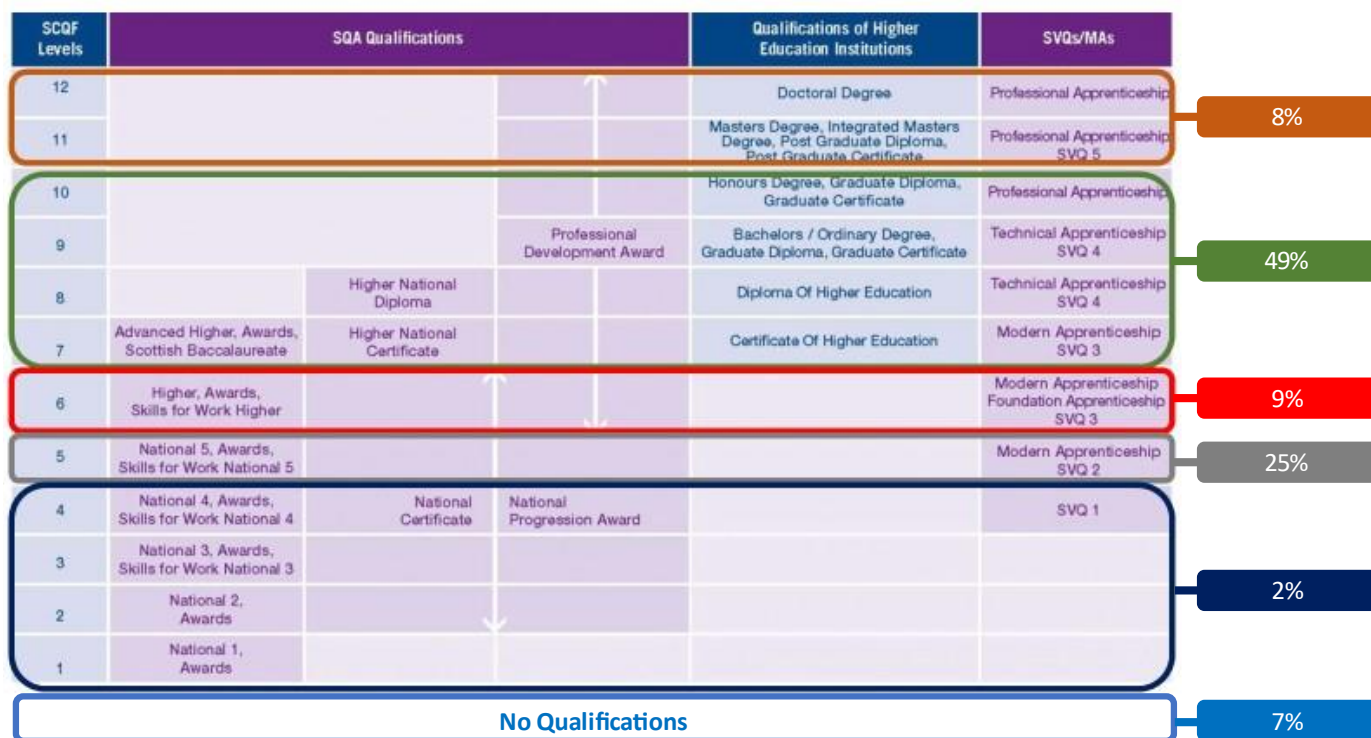 SCQF
Levels
SQA Qualifications
Qualifications of Higher
Education Institutions
SVQs/MAs
12
Doctoral Degree
Professional Apprenticeship
8%
11
Masters Degree, Integrated Masters
Degree, Post Graduate Diploma,
Post Graduate Certificate
Professional Apprenticeship
SVQ 5
10
Honours Degree, Graduate Diploma,
Graduate Certificate
Professional Apprenticeship
9
Professional
Development Award
Bachelors / Ordinary Degree,
Graduate Diploma, Graduate Certificate
Technical Apprenticeship
SVQ 4
49%
8
Higher National
Diploma
Diploma Of Higher Education
Technical Apprenticeship
SVQ 4
7
Advanced Higher, Awards,
Scottish Baccalaureate
Higher National
Certificate
Certificate Of Higher Education
Modern Apprenticeship
SVQ 3
6
Higher, Awards,
Skills for Work Higher
Modern Apprenticeship
Foundation Apprenticeship
SVQ 3
9%
5
National 5, Awards,
Skills for Work National 5
Modern Apprenticeship
SVQ 2
25%
4
National 4, Awards,
Skills for Work National 4
National
Certificate
National
Progression Award
SVQ 1
3
National 3, Awards,
Skills for Work National 3
2
National 2,
Awards
2%
1
National 1,
Awards
No Qualifications
7%